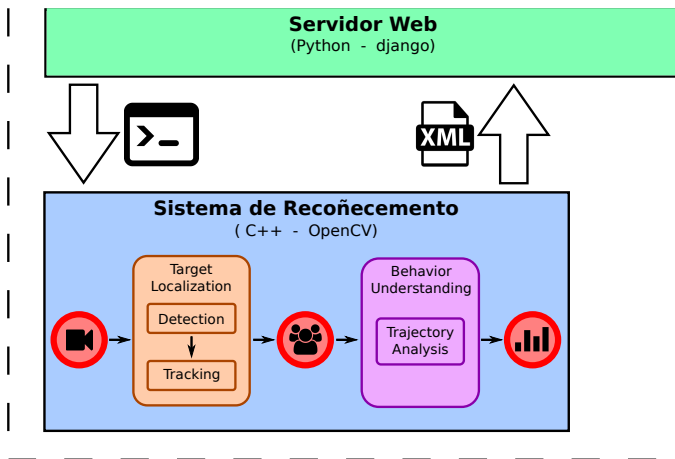 Servidor Web
(Python - django)
XML
Sistema de Recoñecemento
( C++ - OpenCV)
Target
Localization
Detection
Tracking
Behavior
Understanding
Trajectory
Analysis